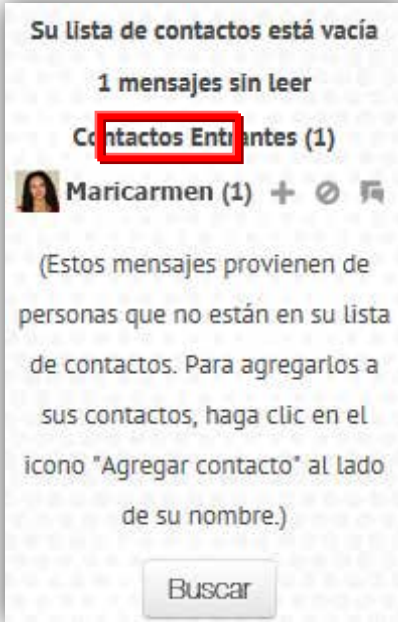 Su lista de contactos está vacía
1 mensajes sin leer
Contactos Entrantes (1)
Maricarmen (1)
(Estos mensajes provienen de
personas que no están en su lista
de contactos. Para agregarlos a
sus contactos, haga clic en el
icono "Agregar contacto" al lado
de su nombre.)
Buscar